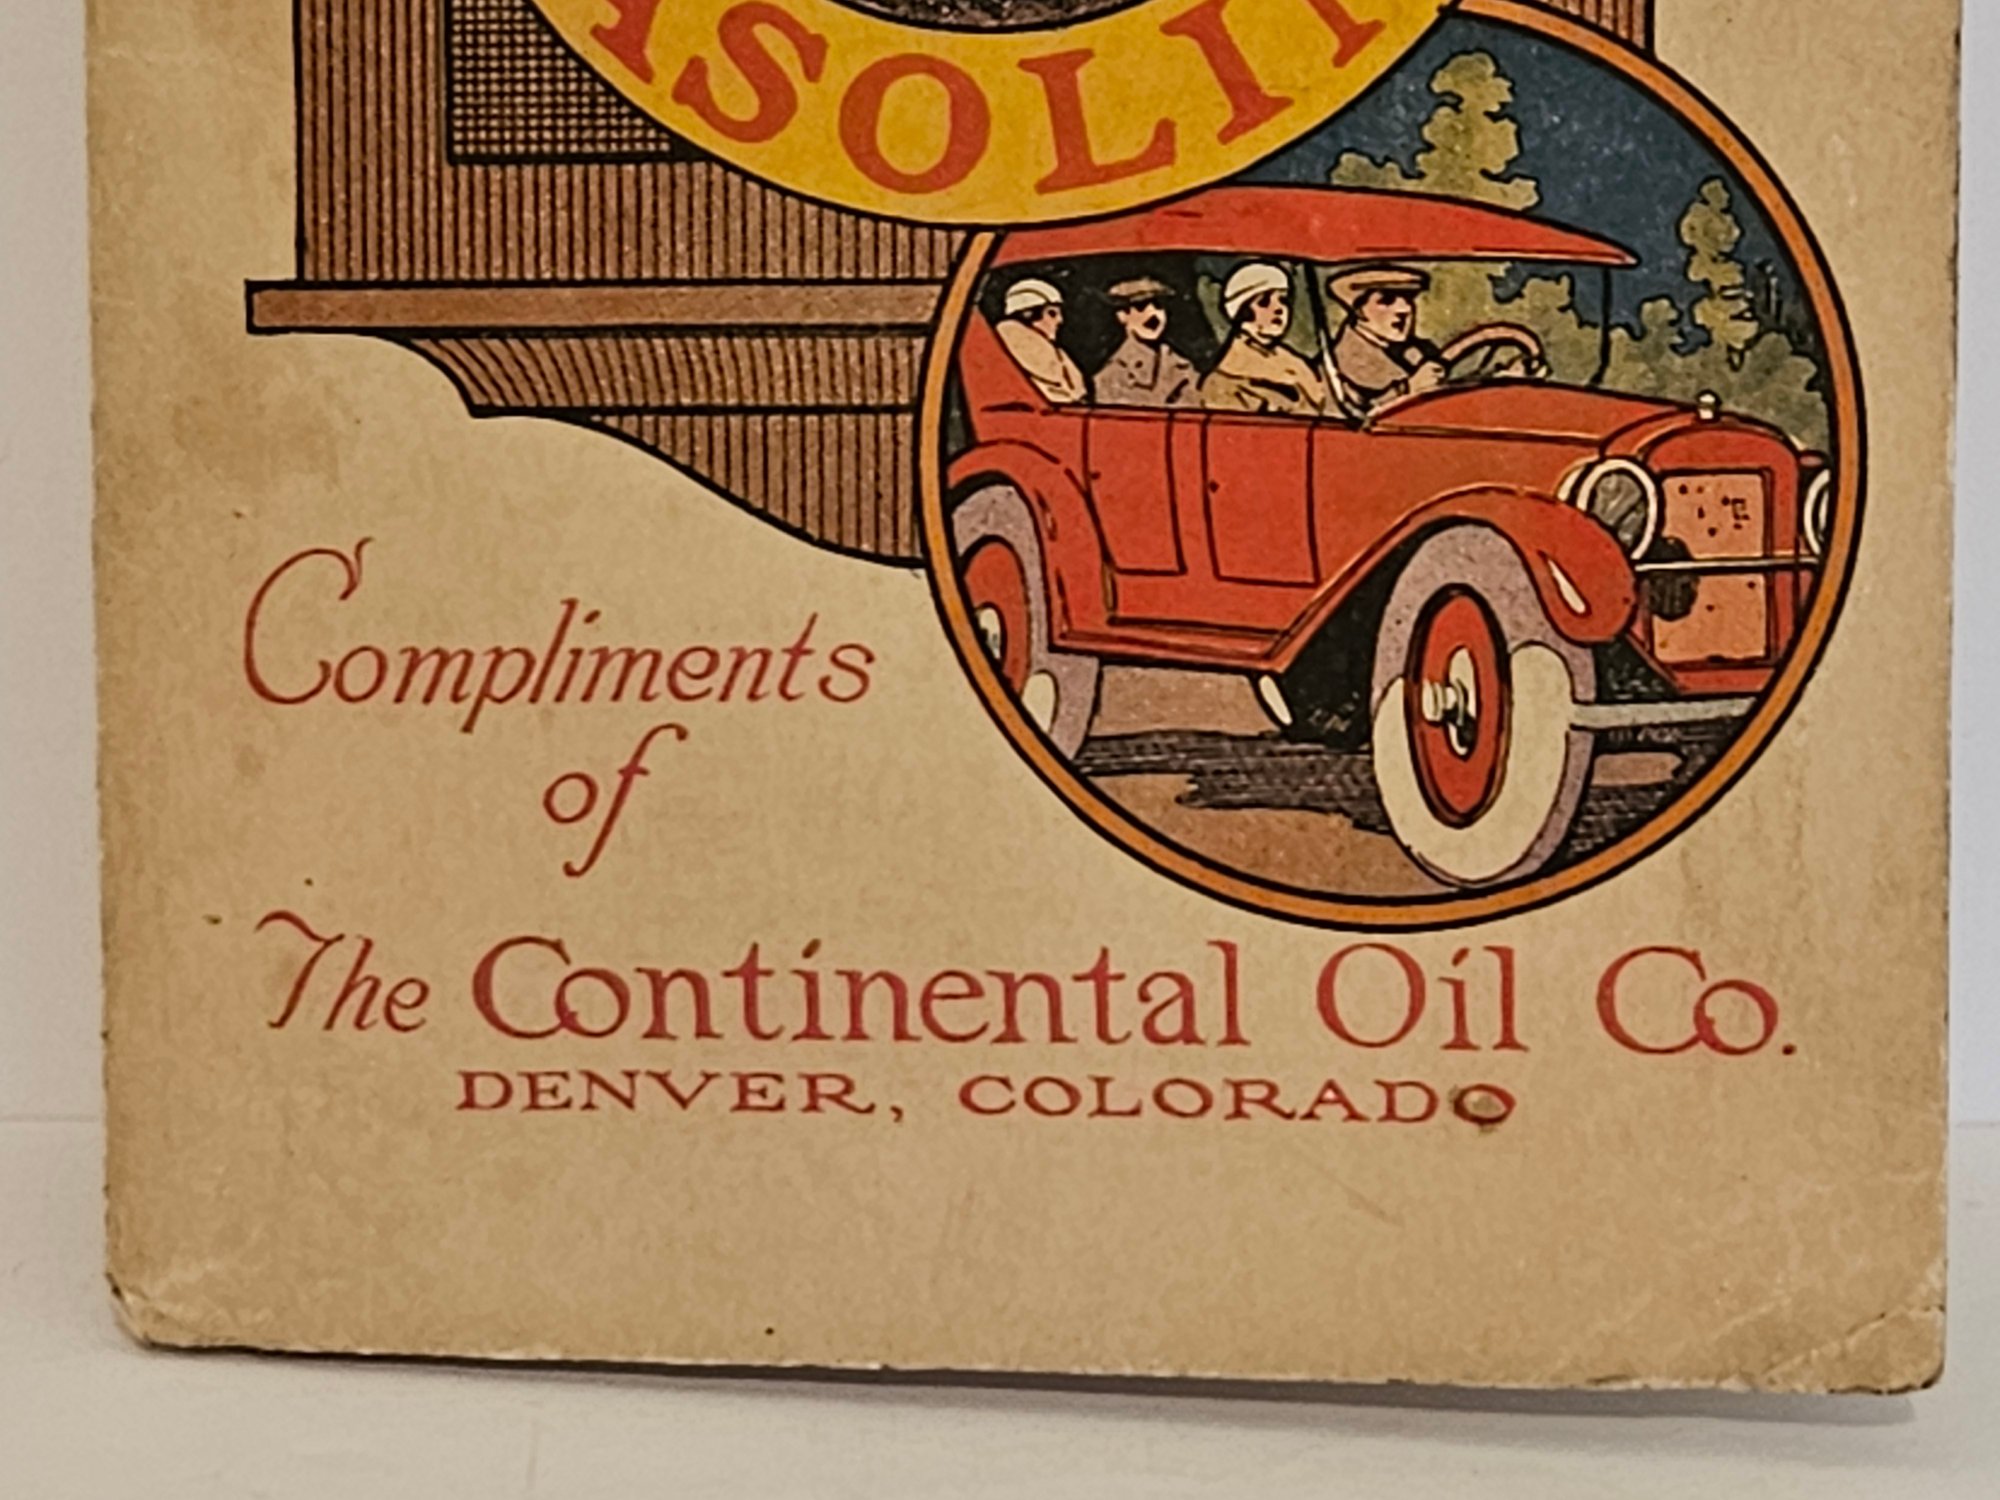 ASOLI
Compliments
of
The Continental Oil Co.
DENVER, COLORADO